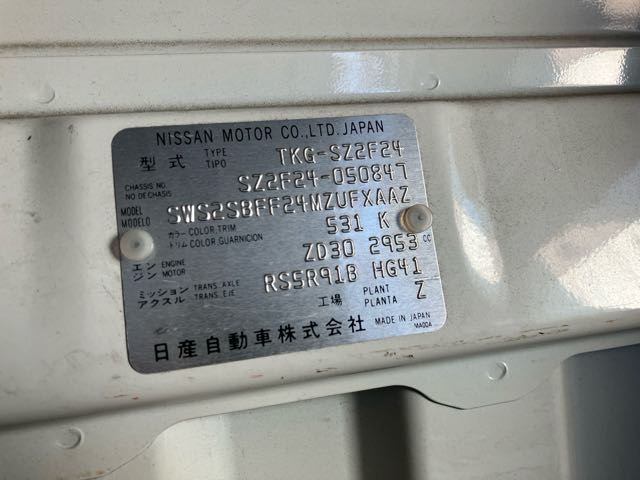 NISSAN MOTOR CO.,LTD.JAPAN
型式 TYPE TIPO TKG-SZ2F24
CHASSIS NO. NO DECHASIS SZ2F24-050847
MODEL MODELO SWS2SBFF24MZUFXAAZ
カラー COLOR,TRIM トリム COLOR,GUARNICION 531 K
エンジン ENGINE MOTOR ZD30 2953 CC
ミッション TRANS. AXLE アクスル TRANS. EJE RS5R91B HG41
工場 PLANT PLANTA Z
MADE IN JAPAN
日産自動車株式会社